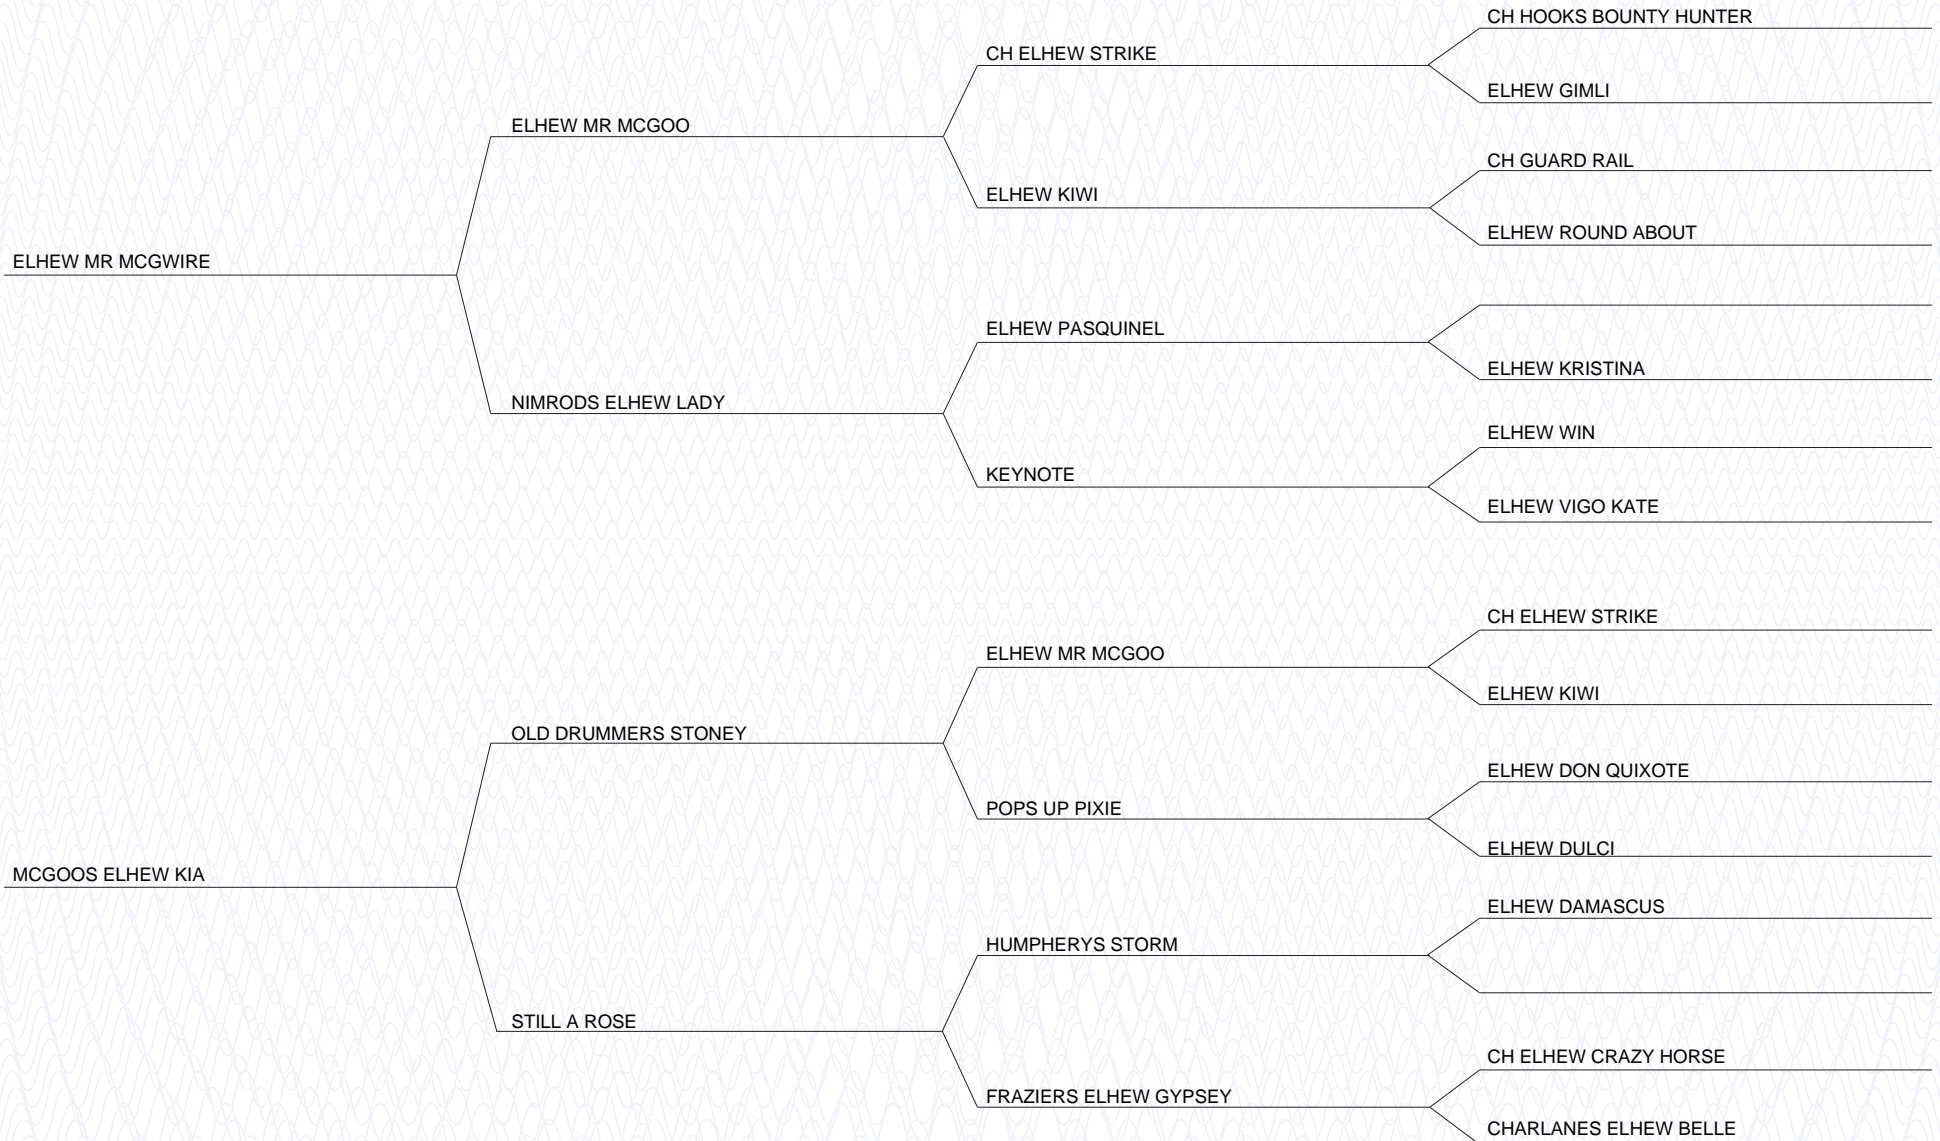 CH HOOKS BOUNTY HUNTER
CH ELHEW STRIKE
ELHEW GIMLI
ELHEW MR MCGOO
CH GUARD RAIL
ELHEW KIWI
ELHEW ROUND ABOUT
ELHEW MR MCGWIRE
ELHEW PASQUINEL
ELHEW KRISTINA
NIMRODS ELHEW LADY
ELHEW WIN
KEYNOTE
ELHEW VIGO KATE
CH ELHEW STRIKE
ELHEW MR MCGOO
ELHEW KIWI
OLD DRUMMERS STONEY
ELHEW DON QUIXOTE
POPS UP PIXIE
ELHEW DULCI
MCGOOS ELHEW KIA
ELHEW DAMASCUS
HUMPHERYS STORM
STILL A ROSE
CH ELHEW CRAZY HORSE
FRAZIERS ELHEW GYPSEY
CHARLANES ELHEW BELLE